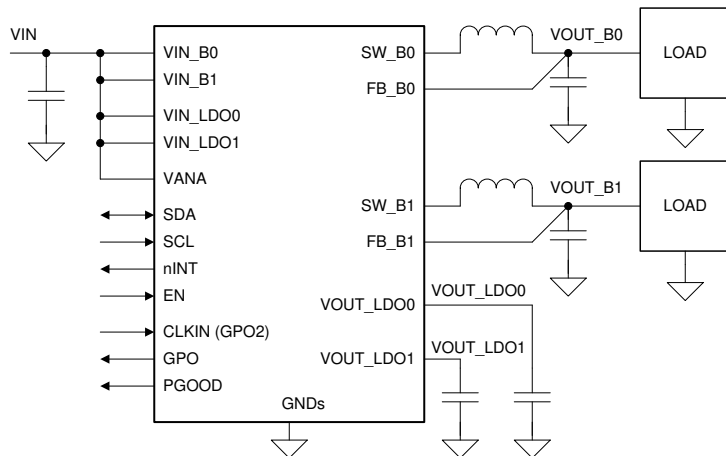 VIN
VIN_B0
VIN_B1
VIN_LDO0
VIN_LDO1
VANA
SDA
SCL
nINT
EN
CLKIN (GPO2)
GPO
PGOOD
GNDs
SW_B0
FB_B0
SW_B1
FB_B1
VOUT_LDO0
VOUT_LDO1
VOUT_B0
LOAD
VOUT_B1
LOAD
VOUT_LDO0
VOUT_LDO1